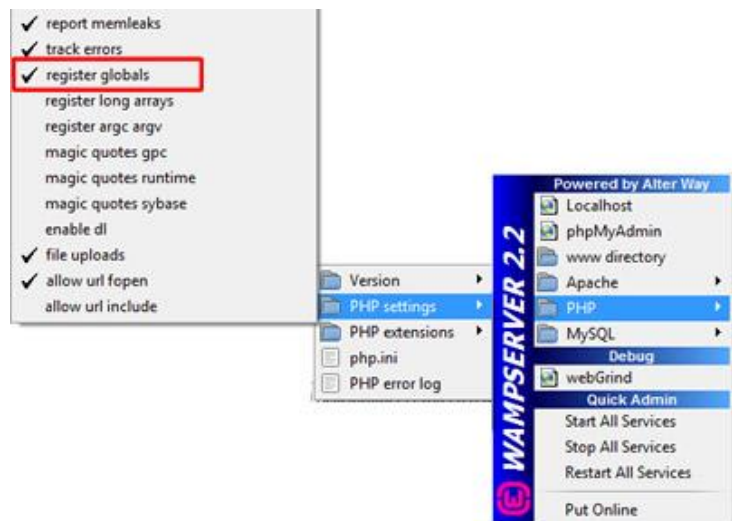 report memleaks
track errors
register globals
register long arrays
register argc argv
magic quotes gpc
magic quotes runtime
magic quotes sybase
enable dl
file uploads
allow url fopen
allow url include
Version
PHP settings
PHP extensions
php.ini
PHP error log
WAMPSERVER 2.2
Powered by Alter Way
Localhost
phpMyAdmin
www directory
Apache
PHP
MySQL
Debug
webGrind
Quick Admin
Start All Services
Stop All Services
Restart All Services
Put Online